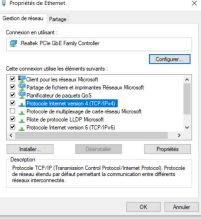 Propriétés de Ethernet
Gestion de réseau Partage
Connexion en utilisant :
Realtek PCIe GbE Family Controller
Configurer...
Cette connexion utilise les éléments suivants :
Client pour les réseaux Microsoft
Partage de fichiers et imprimantes Réseaux Microsoft
Planificateur de paquets QoS
Protocole Internet version 4 (TCP/IPv4)
Protocole de multiplexage de carte réseau Microsoft
Pilote de protocole LLDP Microsoft
Protocole Internet version 6 (TCP/IPv6)
Installer... Désinstaller Propriétés
Description
Protocole TCP/IP (Transmission Control Protocol/Internet Protocol). Protocole
de réseau étendu par défaut permettant la communication entre différents
réseaux interconnectés.
OK Annuler